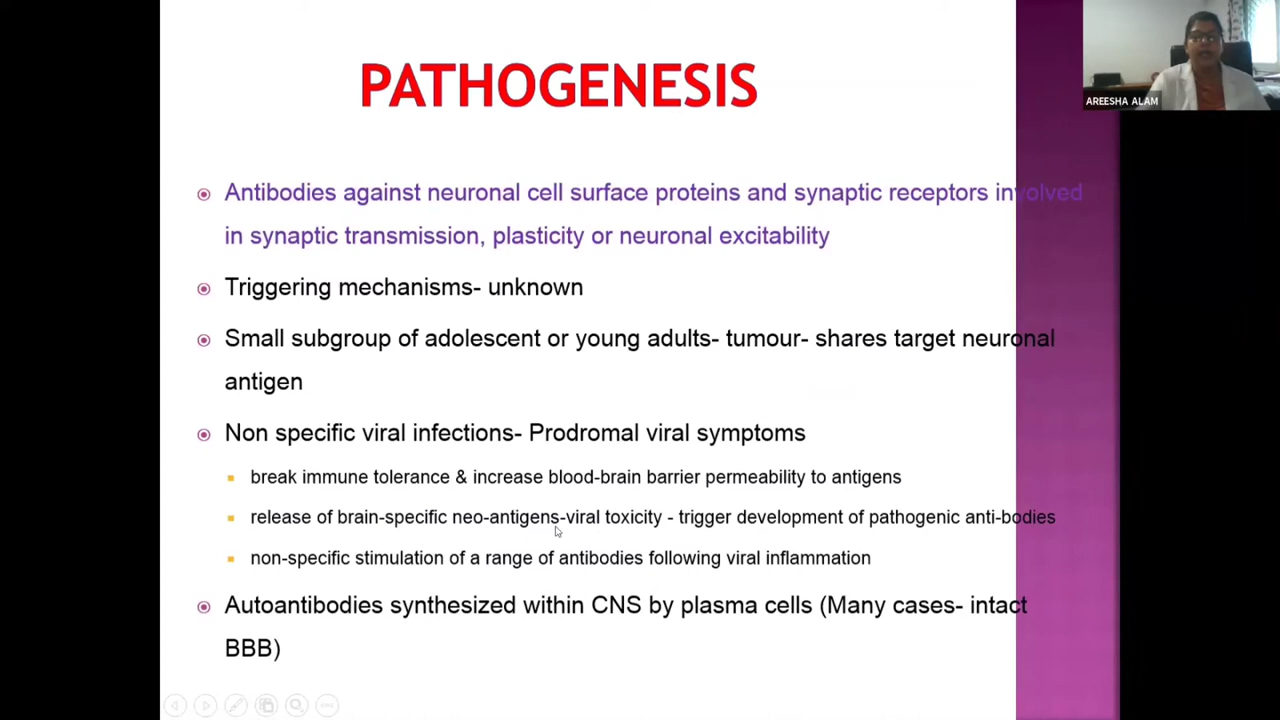 PATHOGENESIS
AREESHA ALAM
Antibodies against neuronal cell surface proteins and synaptic receptors involved
in synaptic transmission, plasticity or neuronal excitability
Triggering mechanisms- unknown
Small subgroup of adolescent or young adults- tumour- shares target neuronal
antigen
Non specific viral infections- Prodromal viral symptoms
break immune tolerance & increase blood-brain barrier permeability to antigens
release of brain-specific neo-antigens-viral toxicity - trigger development of pathogenic anti-bodies
non-specific stimulation of a range of antibodies following viral inflammation
Autoantibodies synthesized within CNS by plasma cells (Many cases- intact
BBB)